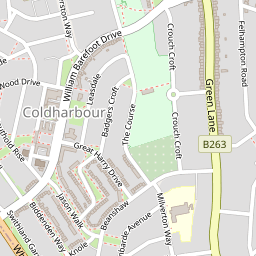 William Barefoot Drive
Crouch Croft
Felhampton Road
Green Lane
Wood Drive
Leasdale
Badgers Croft
The Course
Coldharbour
Crouch Croft
B263
Great Harry Drive
Jason Walk
Beanshaw
Biddenden Way
Milverton Way
Knole